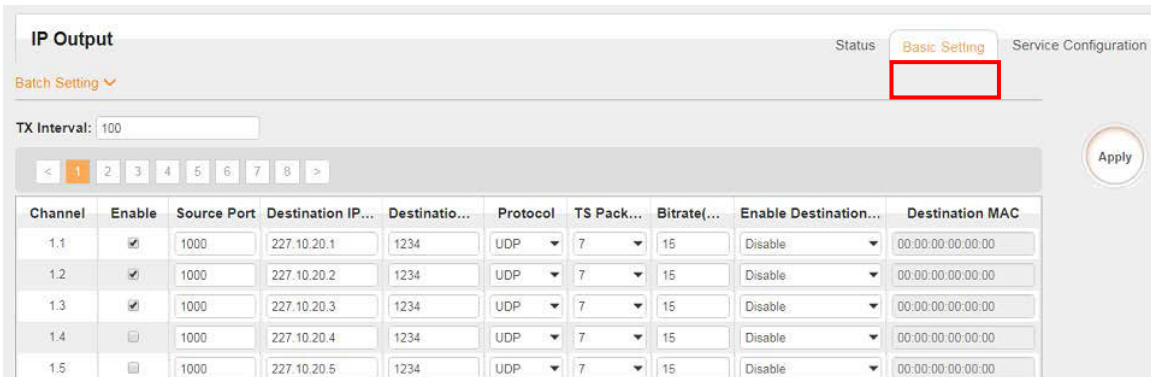 IP Output
Status Basic Setting Service Configuration
Batch Setting
TX Interval: 100
< 1 2 3 4 5 6 7 8 >
Apply
Channel Enable Source Port Destination IP... Destinatio... Protocol TS Pack... Bitrate(... Enable Destination... Destination MAC
1.1 1000 227.10.20.1 1234 UDP 7 15 Disable 00:00:00:00:00:00
1.2 1000 227.10.20.2 1234 UDP 7 15 Disable 00:00:00:00:00:00
1.3 1000 227.10.20.3 1234 UDP 7 15 Disable 00:00:00:00:00:00
1.4 1000 227.10.20.4 1234 UDP 7 15 Disable 00:00:00:00:00:00
1.5 1000 227.10.20.5 1234 UDP 7 15 Disable 00:00:00:00:00:00